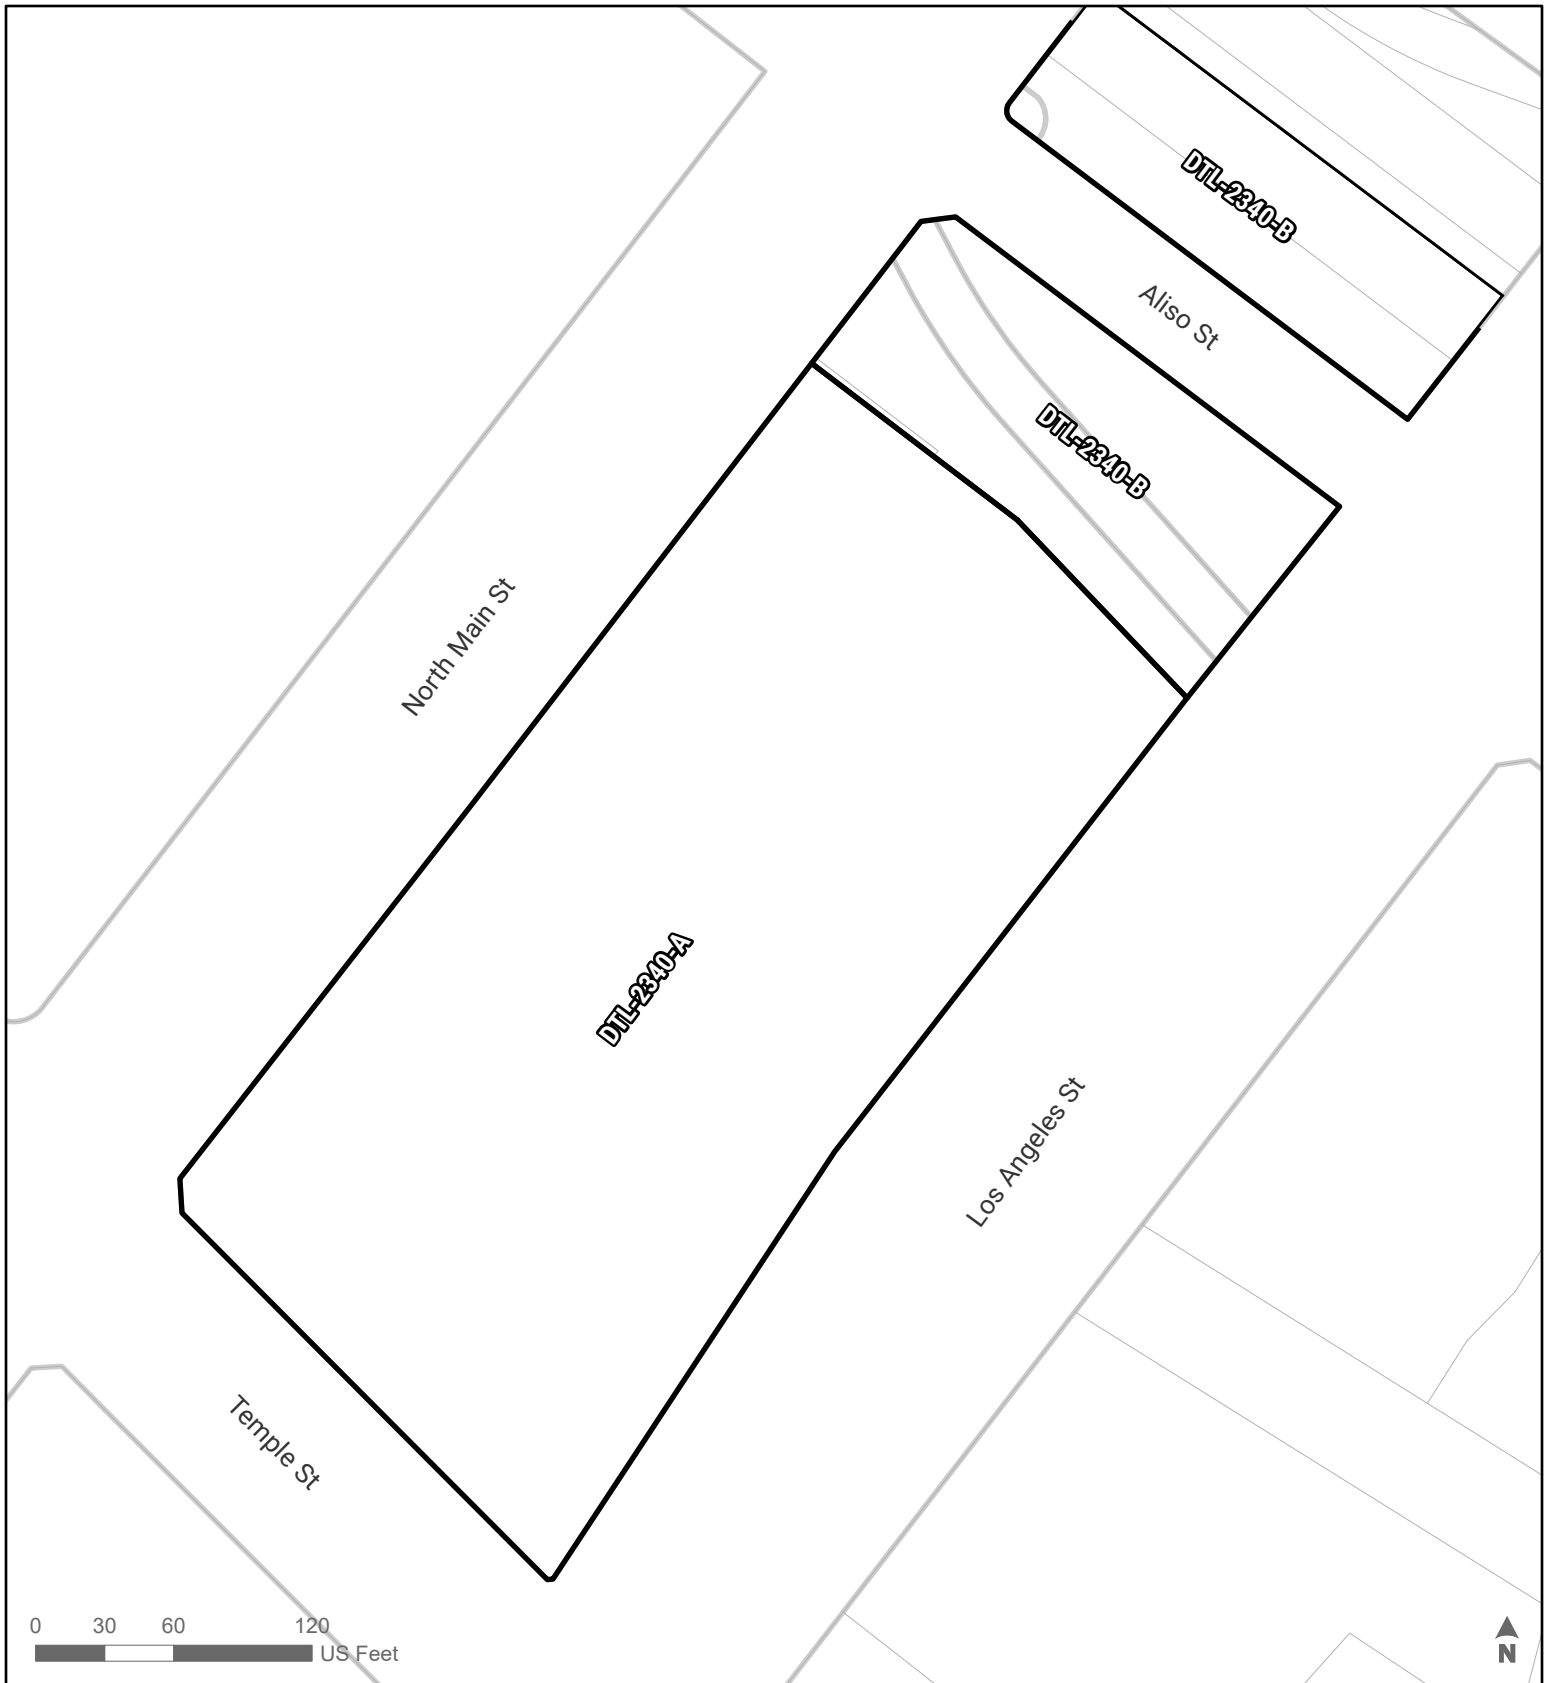 DTL-2340-B
Aliso St
DTL-2340-B
North Main St
DTL-2340-A
Los Angeles St
Temple St
0 30 60 120
US Feet
N